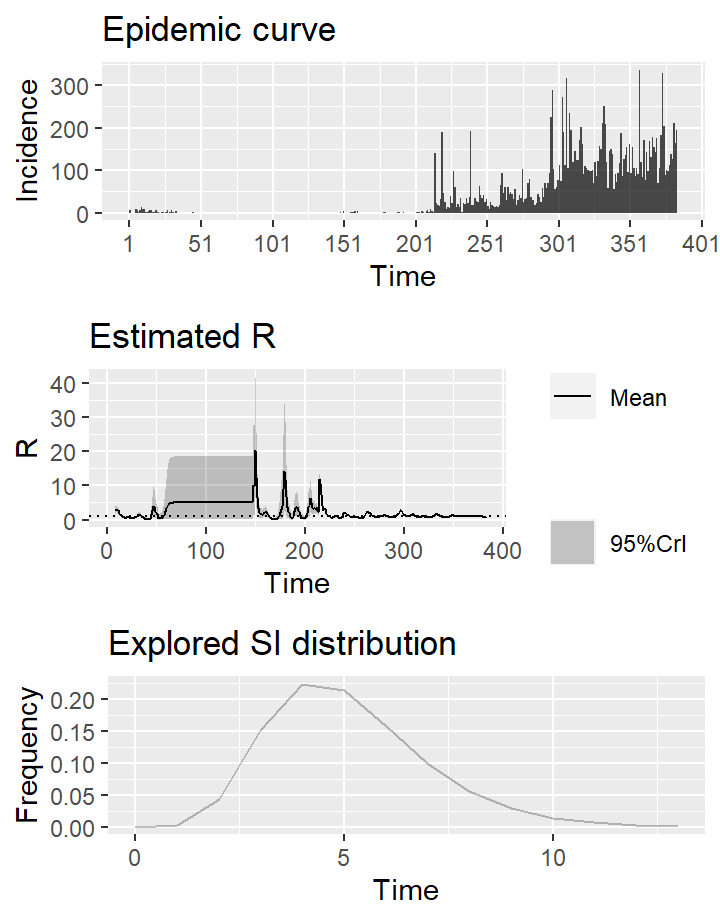 Epidemic curve
Incidence
300
200
100
0
1 51 101 151 201 251 301 351 401
Time
Estimated R
R
40
30
20
10
0
0 100 200 300 400
Time
Mean
95%CrI
Explored SI distribution
Frequency
0.20
0.15
0.10
0.05
0.00
0 5 10
Time